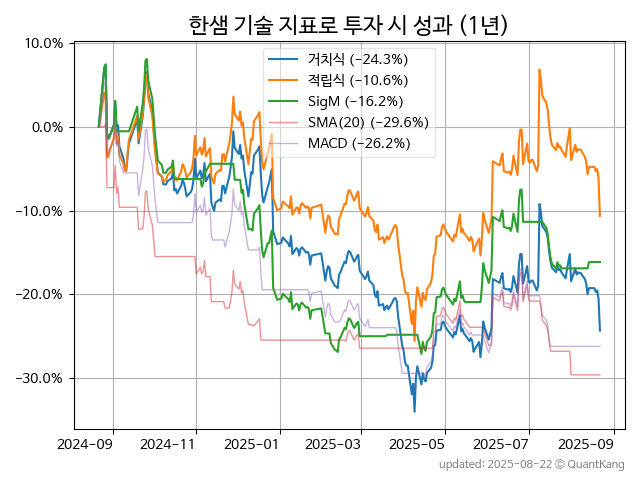 한샘 기술 지표로 투자 시 성과 (1년)
10.0%
0.0%
−10.0%
−20.0%
−30.0%
거치식 (−24.3%)
적립식 (−10.6%)
SigM (−16.2%)
SMA(20) (−29.6%)
MACD (−26.2%)
2024-09 2024-11 2025-01 2025-03 2025-05 2025-07 2025-09
updated: 2025-08-22 © QuantKang